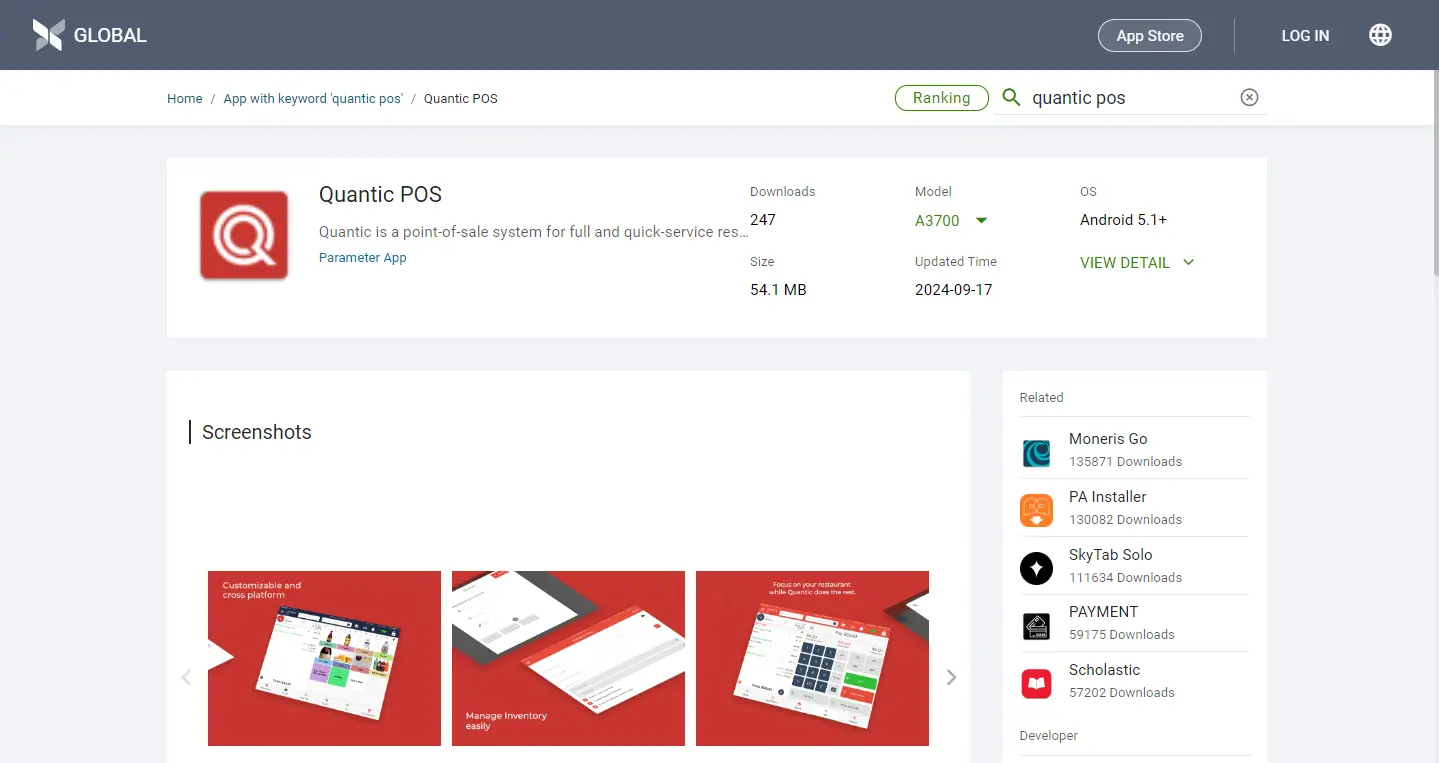 GLOBAL
App Store
LOG IN
Home / App with keyword 'quantic pos' / Quantic POS
Ranking
quantic pos
Quantic POS
Quantic is a point-of-sale system for full and quick-service res...
Parameter App
Downloads
247
Model
A3700
OS
Android 5.1+
Size
54.1 MB
Updated Time
2024-09-17
VIEW DETAIL
Screenshots
Customizable and
cross platform
Manage Inventory
easily
Focus on your restaurant
while Quantic does the rest.
Related
Moneris Go
135871 Downloads
PA Installer
130082 Downloads
SkyTab Solo
111634 Downloads
PAYMENT
59175 Downloads
Scholastic
57202 Downloads
Developer